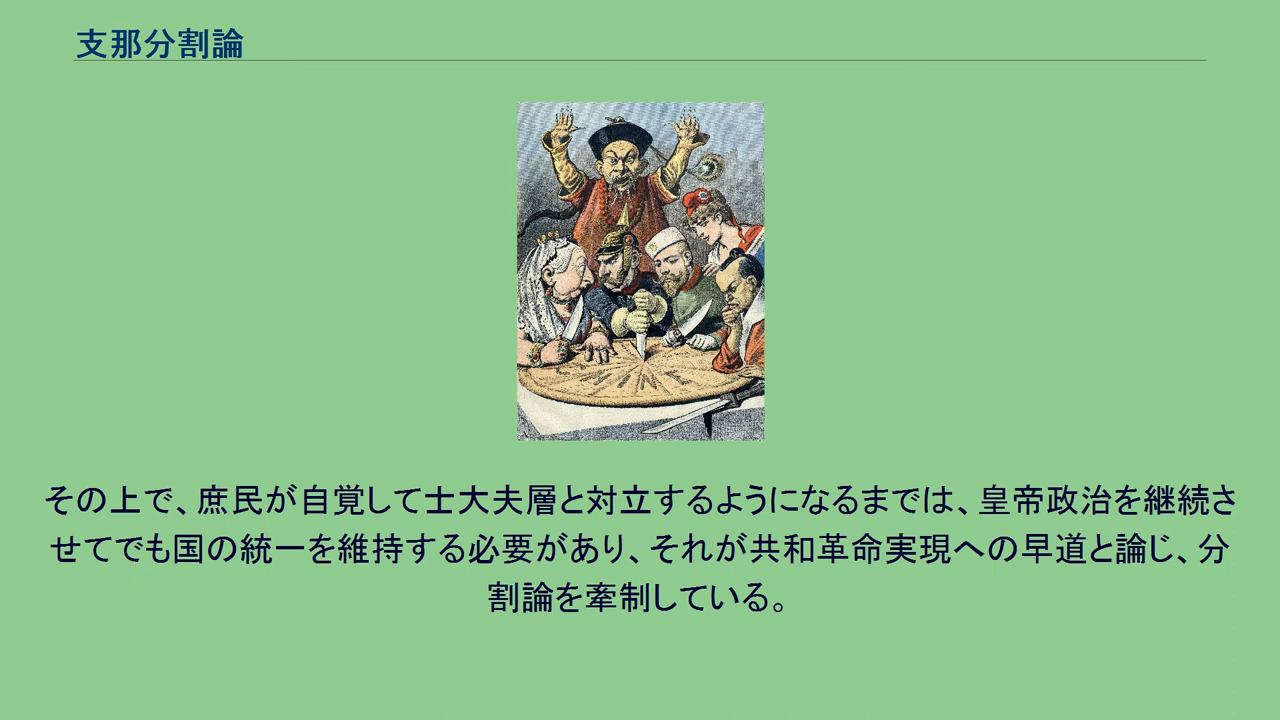 支那分割論
CHINE
その上で、庶民が自覚して士大夫層と対立するようになるまでは、皇帝政治を継続さ
せてでも国の統一を維持する必要があり、それが共和革命実現への早道と論じ、分
割論を牽制している。